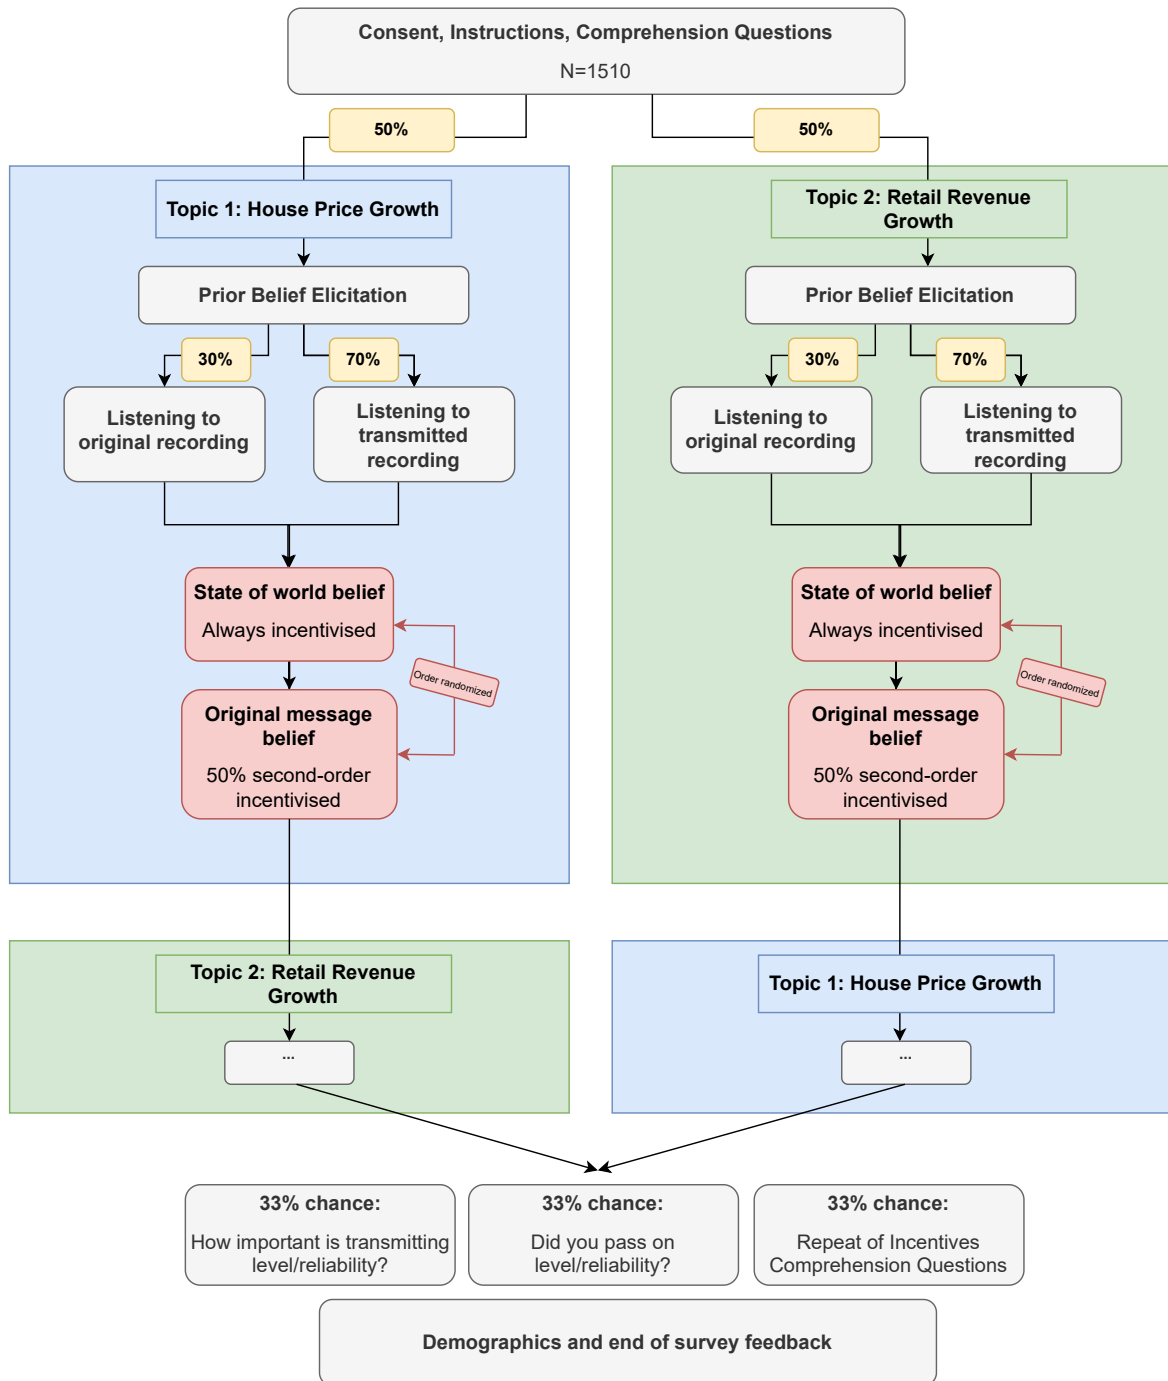 Consent, Instructions, Comprehension Questions
N=1510
50%
50%
Topic 1: House Price Growth
Prior Belief Elicitation
30%
70%
Listening to
original recording
Listening to
transmitted
recording
State of world belief
Always incentivised
Order randomized
Original message
belief
50% second-order
incentivised
Topic 2: Retail Revenue
Growth
Prior Belief Elicitation
30%
70%
Listening to
original recording
Listening to
transmitted
recording
State of world belief
Always incentivised
Order randomized
Original message
belief
50% second-order
incentivised
Topic 2: Retail Revenue
Growth
...
Topic 1: House Price Growth
...
33% chance:
How important is transmitting
level/reliability?
33% chance:
Did you pass on
level/reliability?
33% chance:
Repeat of Incentives
Comprehension Questions
Demographics and end of survey feedback